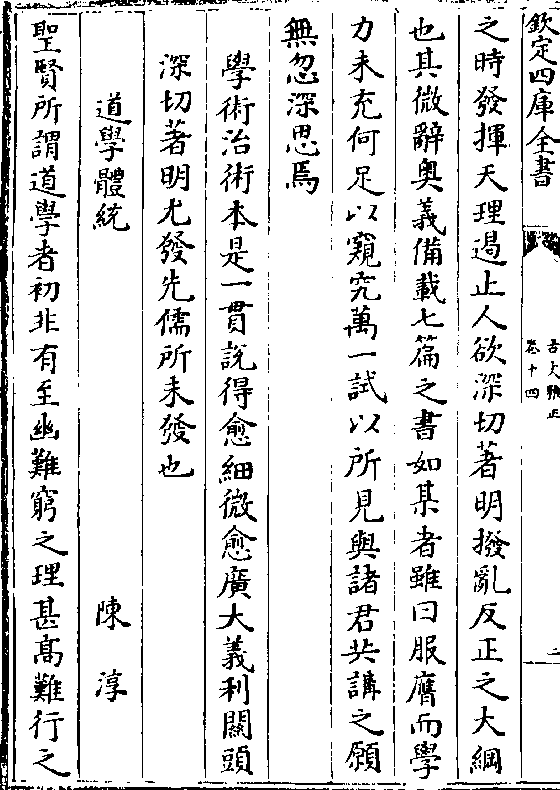 欽定四庫全書
古文雅正
卷十四
二
之時發揮天理遏止人欲深切著明撥亂反正之大綱
也其微辭奥義備載七篇之書如某者雖曰服膺而學
力未充何足以窺究萬一試以所見與諸君共講之願
無忽深思焉
學術治術本是一貫說得愈細微愈廣大義利關頭
深切著明尤發先儒所未發也
道學體統
陳淳
聖賢所謂道學者初非有至幽難窮之理甚高難行之